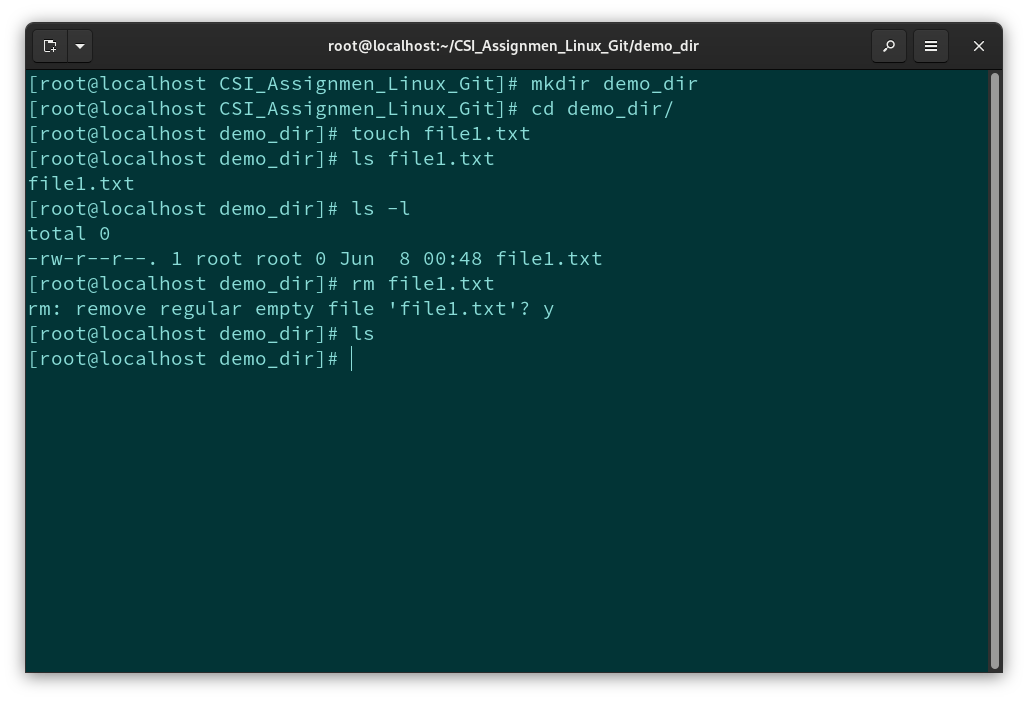 root@localhost:~/CSI_Assignmen_Linux_Git/demo_dir
[root@localhost CSI_Assignmen_Linux_Git]# mkdir demo_dir
[root@localhost CSI_Assignmen_Linux_Git]# cd demo_dir/
[root@localhost demo_dir]# touch file1.txt
[root@localhost demo_dir]# ls file1.txt
file1.txt
[root@localhost demo_dir]# ls -l
total 0
-rw-r--r--. 1 root root 0 Jun  8 00:48 file1.txt
[root@localhost demo_dir]# rm file1.txt
rm: remove regular empty file 'file1.txt'? y
[root@localhost demo_dir]# ls
[root@localhost demo_dir]#